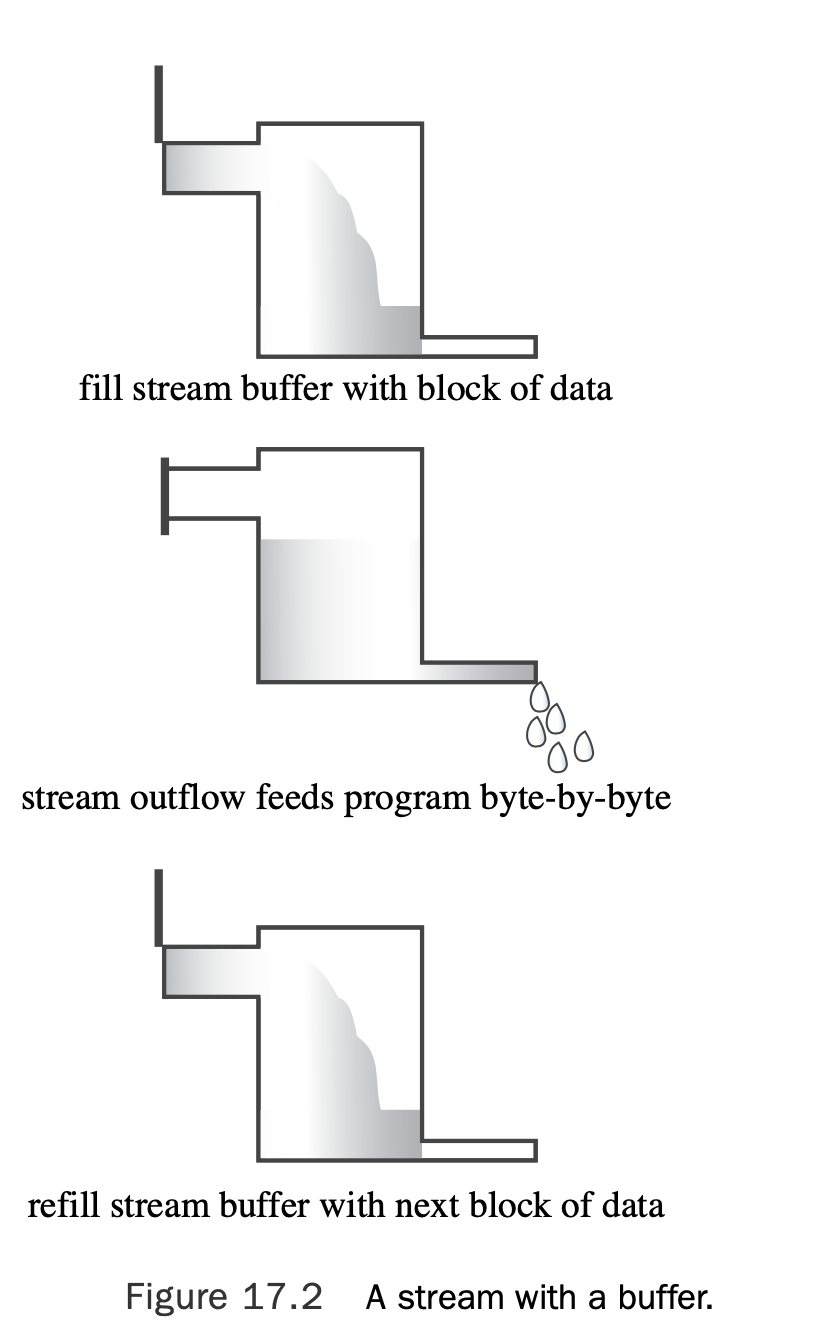 fill stream buffer with block of data
stream outflow feeds program byte-by-byte
refill stream buffer with next block of data
Figure 17.2 A stream with a buffer.